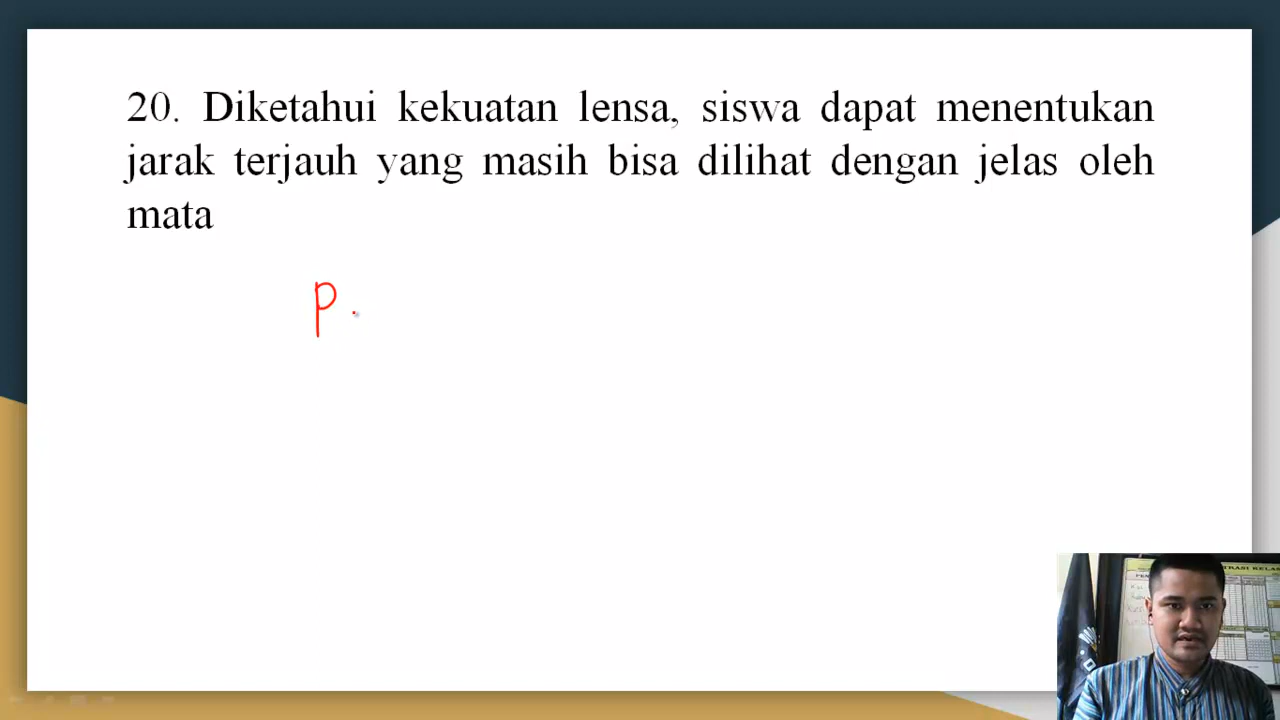 20. Diketahui kekuatan lensa, siswa dapat menentukan
jarak terjauh yang masih bisa dilihat dengan jelas oleh
mata
P